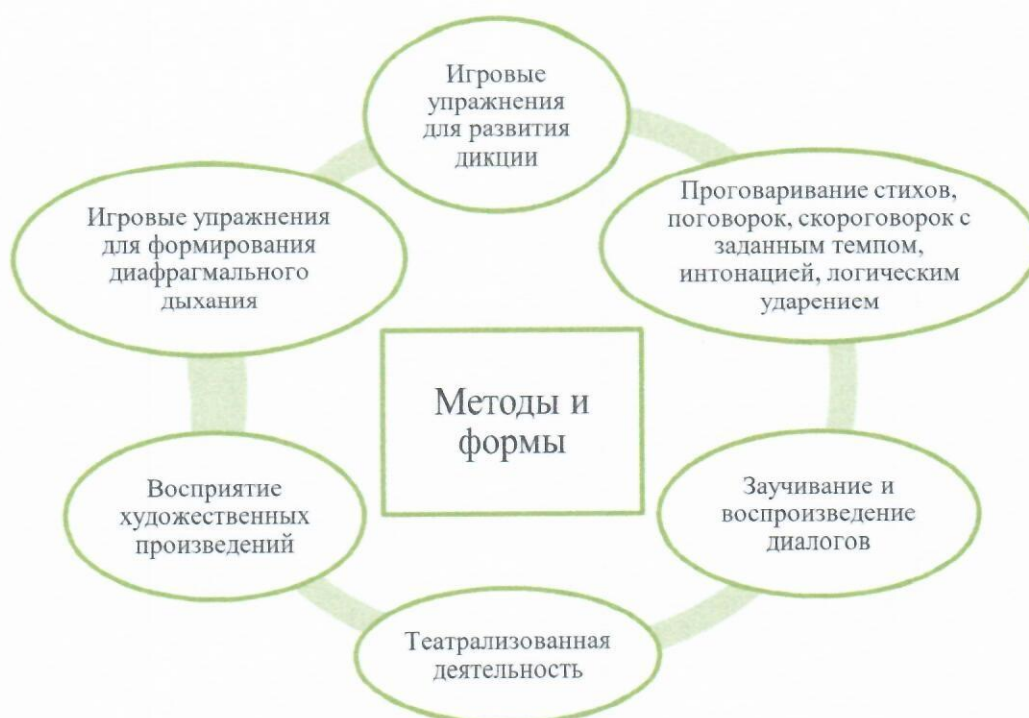 Игровые
упражнения
для развития
дикции
Проговаривание стихов,
поговорок, скороговорок с
заданным темпом,
интонацией, логическим
ударением
Игровые упражнения
для формирования
диафрагмального
дыхания
Методы и
формы
Заучивание и
воспроизведение
диалогов
Восприятие
художественных
произведений
Театрализованная
деятельность